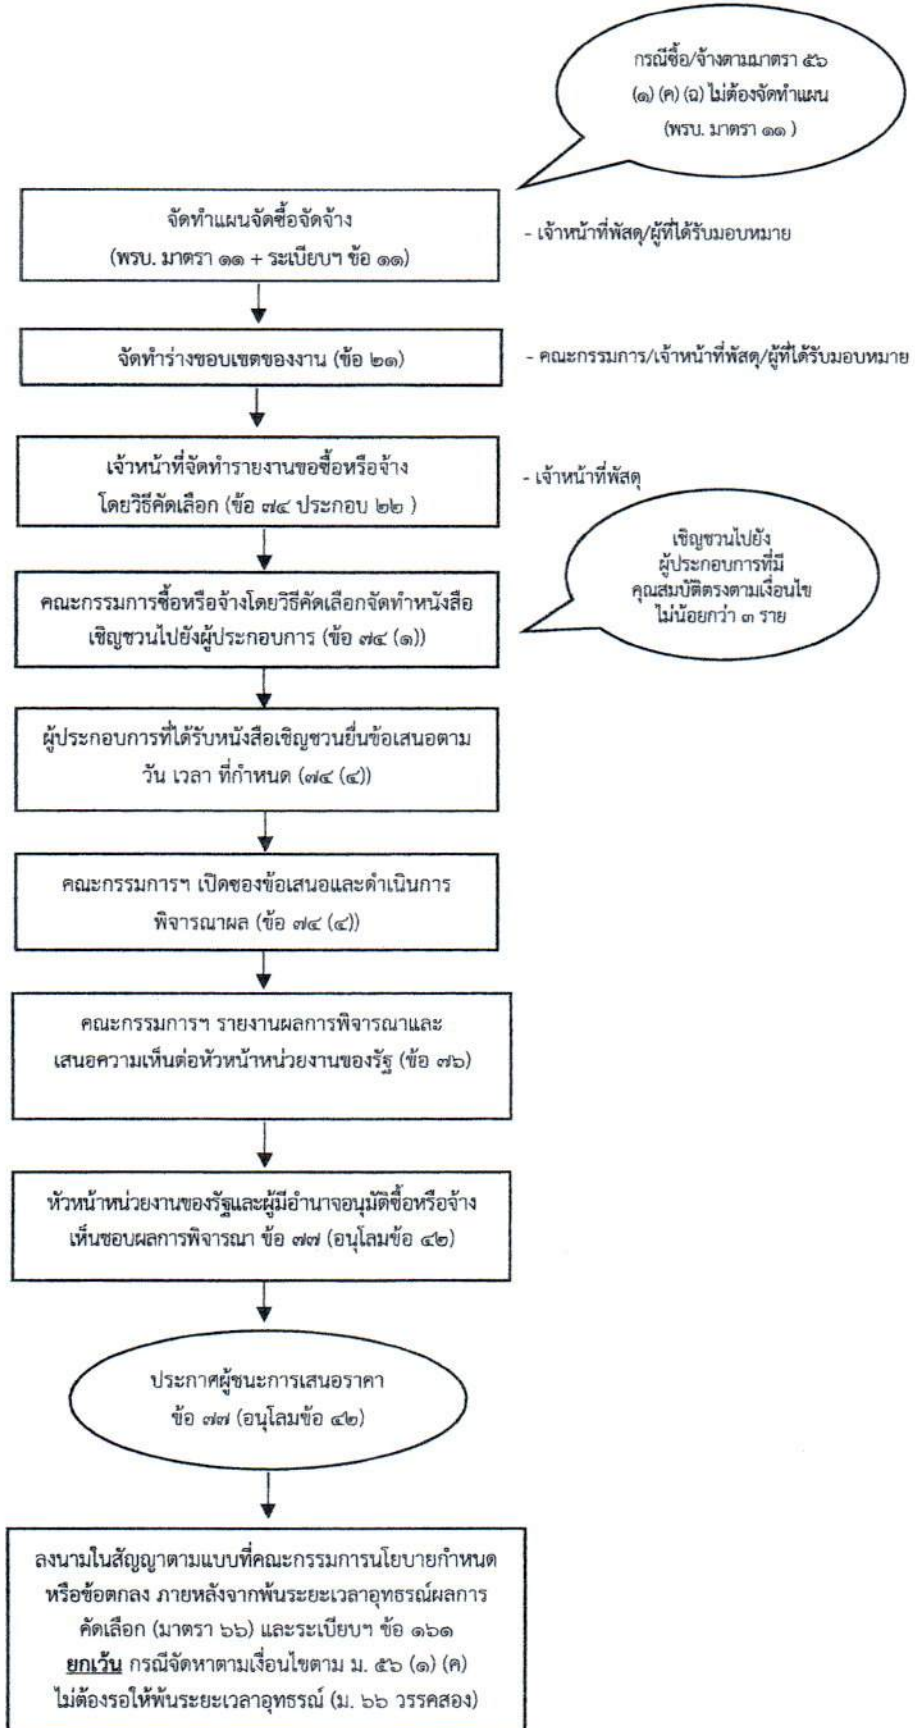 กรณีซื้อ/จ้างตามมาตรา ๕๖
(๑) (ค) (ฉ) ไม่ต้องจัดทำแผน
(พรบ. มาตรา ๑๑ )
จัดทำแผนจัดซื้อจัดจ้าง
(พรบ. มาตรา ๑๑ + ระเบียบฯ ข้อ ๑๑)
- เจ้าหน้าที่พัสดุ/ผู้ที่ได้รับมอบหมาย
จัดทำร่างขอบเขตของงาน (ข้อ ๒๑)
- คณะกรรมการ/เจ้าหน้าที่พัสดุ/ผู้ที่ได้รับมอบหมาย
เจ้าหน้าที่จัดทำรายงานขอซื้อหรือจ้าง
โดยวิธีคัดเลือก (ข้อ ๗๔ ประกอบ ๒๒ )
- เจ้าหน้าที่พัสดุ
เชิญชวนไปยัง
ผู้ประกอบการที่มี
คุณสมบัติตรงตามเงื่อนไข
ไม่น้อยกว่า ๓ ราย
คณะกรรมการซื้อหรือจ้างโดยวิธีคัดเลือกจัดทำหนังสือ
เชิญชวนไปยังผู้ประกอบการ (ข้อ ๗๔ (๑))
ผู้ประกอบการที่ได้รับหนังสือเชิญชวนยื่นข้อเสนอตาม
วัน เวลา ที่กำหนด (๗๔ (๔))
คณะกรรมการฯ เปิดซองข้อเสนอและดำเนินการ
พิจารณาผล (ข้อ ๗๔ (๔))
คณะกรรมการฯ รายงานผลการพิจารณาและ
เสนอความเห็นต่อหัวหน้าหน่วยงานของรัฐ (ข้อ ๗๖)
หัวหน้าหน่วยงานของรัฐและผู้มีอำนาจอนุมัติซื้อหรือจ้าง
เห็นชอบผลการพิจารณา ข้อ ๗๗ (อนุโลมข้อ ๔๒)
ประกาศผู้ชนะการเสนอราคา
ข้อ ๗๗ (อนุโลมข้อ ๔๒)
ลงนามในสัญญาตามแบบที่คณะกรรมการนโยบายกำหนด
หรือข้อตกลง ภายหลังจากพ้นระยะเวลาอุทธรณ์ผลการ
คัดเลือก (มาตรา ๖๖) และระเบียบฯ ข้อ ๑๖๑
ยกเว้น กรณีจัดหาตามเงื่อนไขตาม ม. ๕๖ (๑) (ค)
ไม่ต้องรอให้พ้นระยะเวลาอุทธรณ์ (ม. ๖๖ วรรคสอง)